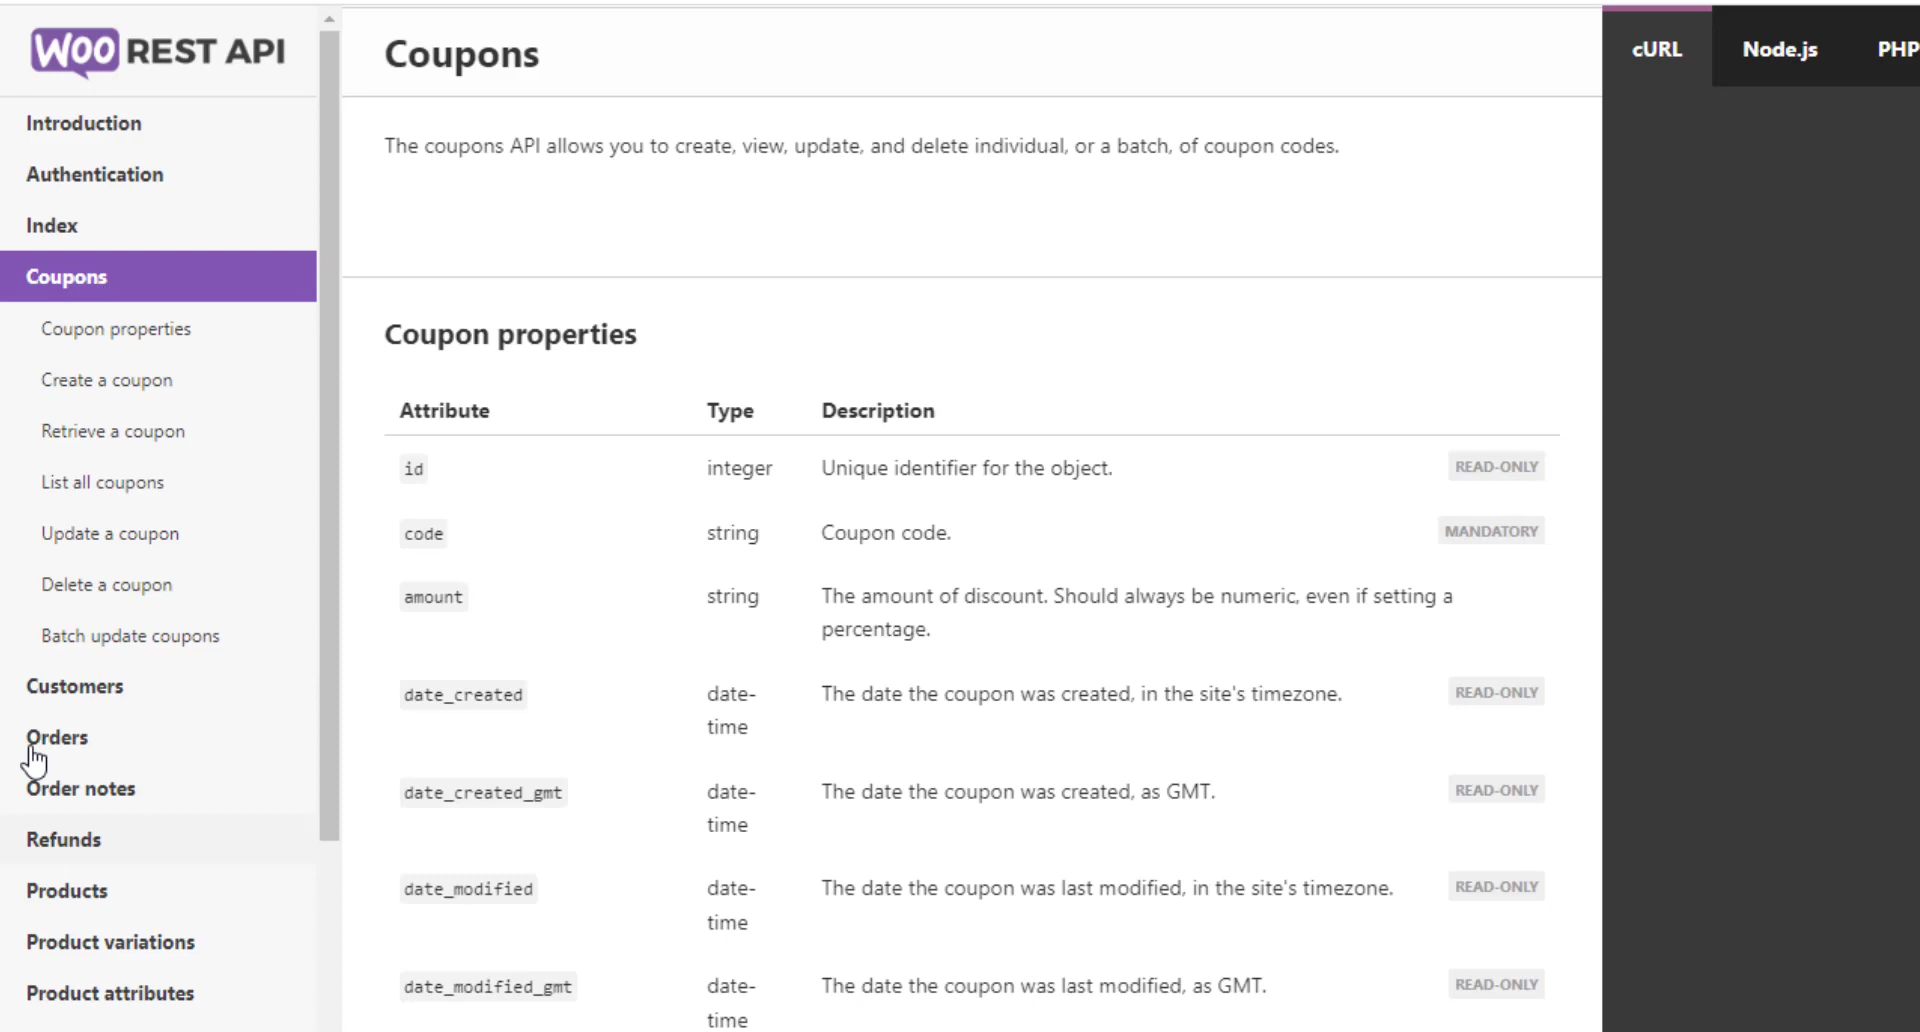 WOO REST API
Introduction
Authentication
Index
Coupons
Coupon properties
Create a coupon
Retrieve a coupon
List all coupons
Update a coupon
Delete a coupon
Batch update coupons
Customers
Orders
Order notes
Refunds
Products
Product variations
Product attributes
Coupons
The coupons API allows you to create, view, update, and delete individual, or a batch, of coupon codes.
Coupon properties
Attribute Type Description
id integer Unique identifier for the object. READ-ONLY
code string Coupon code. MANDATORY
amount string The amount of discount. Should always be numeric, even if setting a
percentage.
date_created date- The date the coupon was created, in the site's timezone. READ-ONLY
time
date_created_gmt date- The date the coupon was created, as GMT. READ-ONLY
time
date_modified date- The date the coupon was last modified, in the site's timezone. READ-ONLY
time
date_modified_gmt date- The date the coupon was last modified, as GMT. READ-ONLY
time
cURL Node.js PHP